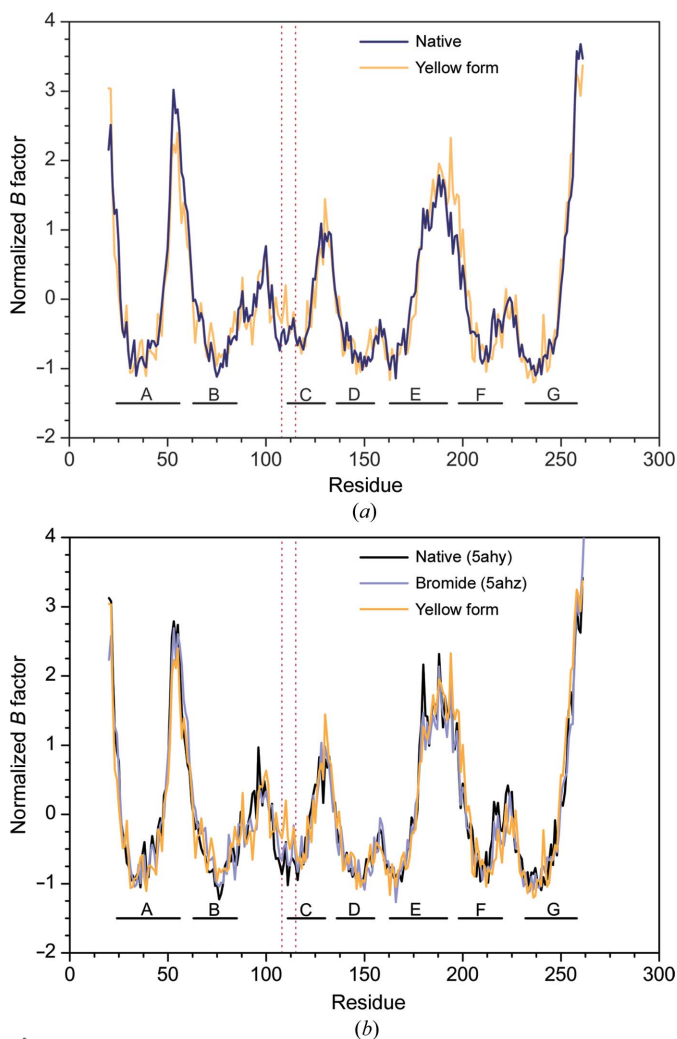 4
3
2
1
0
−1
−2
Normalized B factor
Native
Yellow form
A B C D E F G
0 50 100 150 200 250 300
Residue
(a)
4
3
2
1
0
−1
−2
Normalized B factor
Native (5ahy)
Bromide (5ahz)
Yellow form
A B C D E F G
0 50 100 150 200 250 300
Residue
(b)